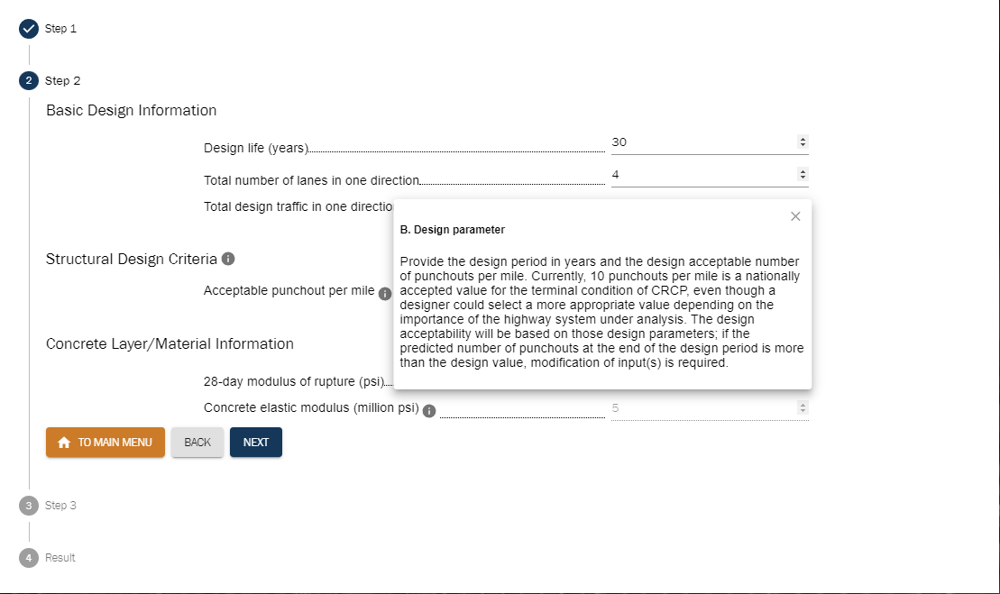 Step 1
2 Step 2
Basic Design Information
Design life (years) 30
Total number of lanes in one direction 4
Total design traffic in one directio
B. Design parameter
Provide the design period in years and the design acceptable number
of punchouts per mile. Currently, 10 punchouts per mile is a nationally
accepted value for the terminal condition of CRCP, even though a
designer could select a more appropriate value depending on the
importance of the highway system under analysis. The design
acceptability will be based on those design parameters; if the
predicted number of punchouts at the end of the design period is more
than the design value, modification of input(s) is required.
Structural Design Criteria
Acceptable punchout per mile
Concrete Layer/Material Information
28-day modulus of rupture (psi)
Concrete elastic modulus (million psi) 5
TO MAIN MENU BACK NEXT
3 Step 3
4 Result